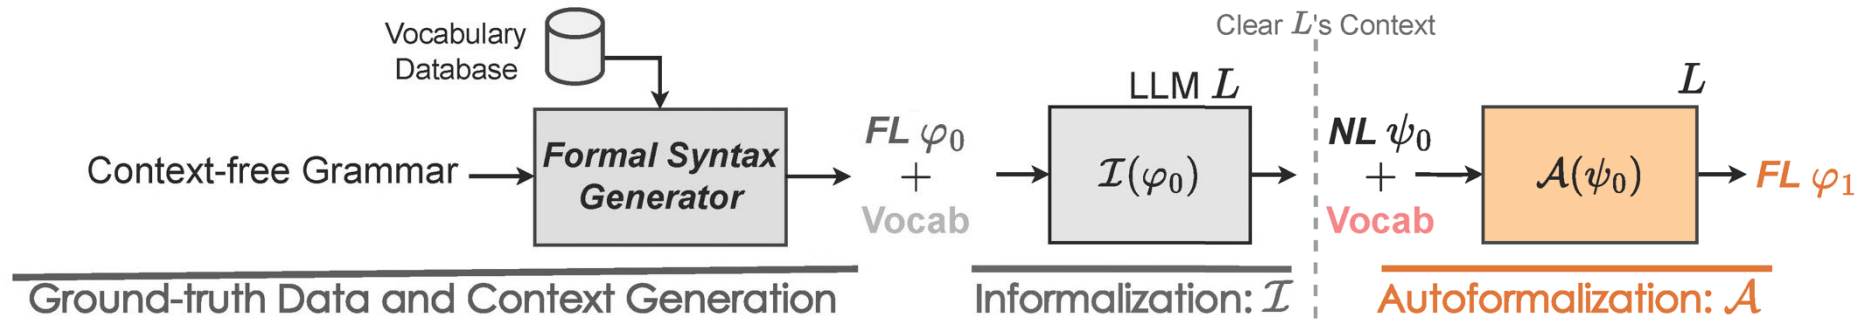 Clear L's Context
Vocabulary
Database
LLM L
L
Context-free Grammar
Formal Syntax
Generator
FL φ₀
+
Vocab
𝓘(φ₀)
NL ψ₀
+
Vocab
𝓐(ψ₀)
FL φ₁
Ground-truth Data and Context Generation
Informalization: 𝓘
Autoformalization: 𝓐